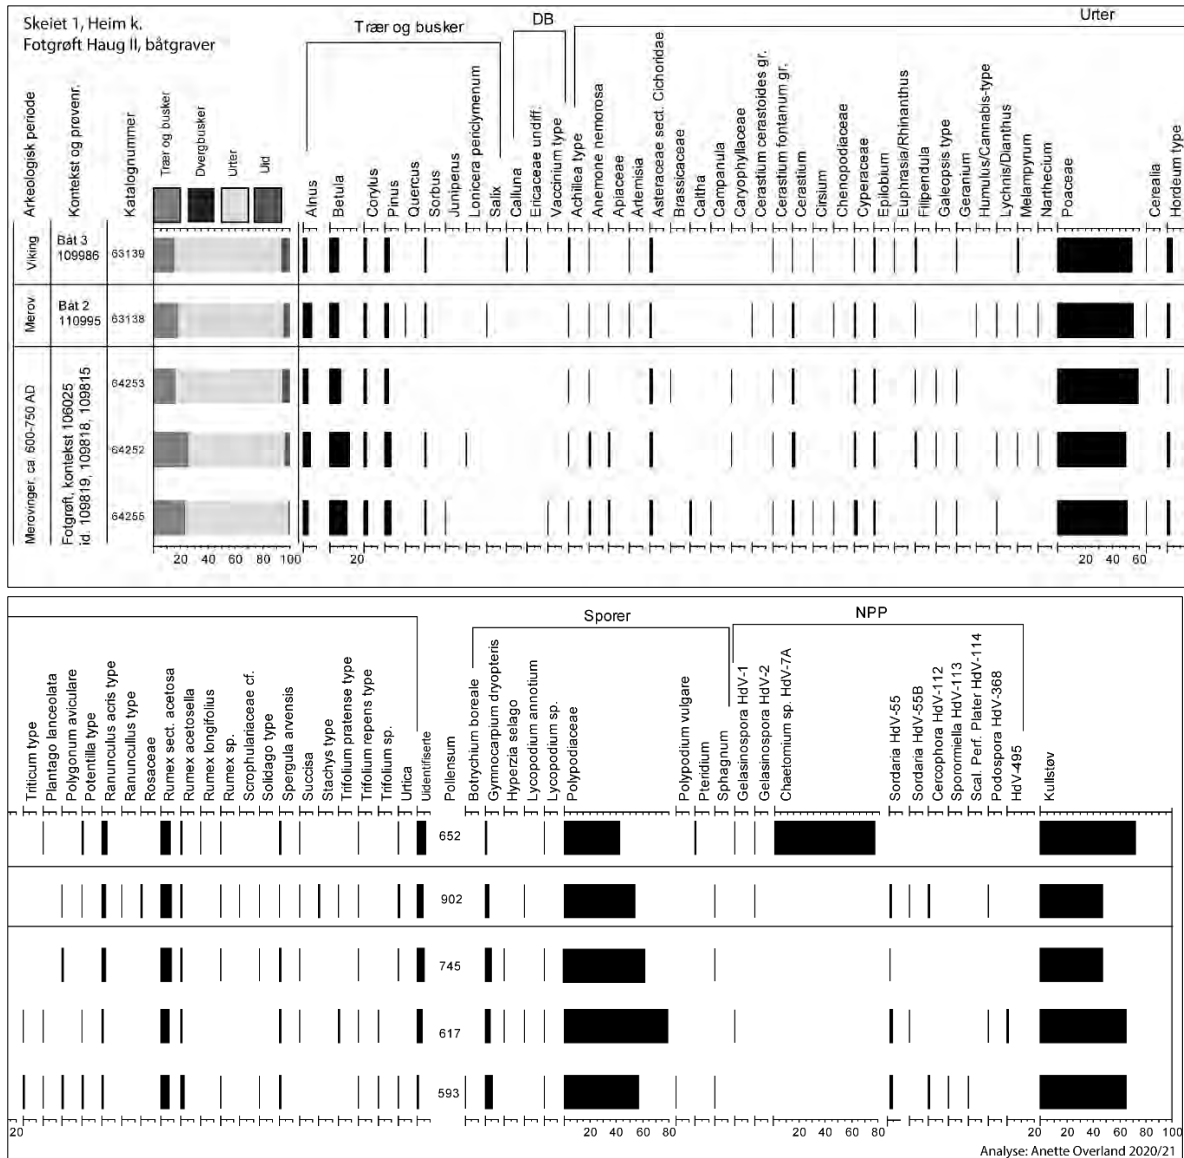 Skeiet 1, Heim k.
Fotgrøft Haug II, båtgraver
Trær og busker
DB
Urter
Arkeologisk periode
Kontekst og prøvenr.
Katalognummer
Trær og busker
Dvergbusker
Urter
Uid
Alnus
Betula
Corylus
Pinus
Quercus
Sorbus
Juniperus
Lonicera periclymenum
Salix
Calluna
Ericaceae undiff.
Vaccinium type
Achillea type
Anemone nemorosa
Apiaceae
Artemisia
Asteraceae sect. Cichoridae
Brassicaceae
Caltha
Campanula
Caryophyllaceae
Cerastium cerastoides gr.
Cerastium fontanum gr.
Cerastium
Cirsium
Chenopodiaceae
Cyperaceae
Epilobium
Euphrasia/Rhinanthus
Filipendula
Galeopsis type
Geranium
Humulus/Cannabis-type
Lychnis/Dianthus
Melampyrum
Narthecium
Poaceae
Cerealia
Hordeum type
Viking
Båt 3
109986
63139
Merov.
Båt 2
110995
63138
Merovinger, ca. 600-750 AD
Fotgrøft, kontekst 106025
id. 109819, 109818, 109815
64253
64252
64255
20 40 60 80 100
20
20 40 60
Sporer
NPP
Triticum type
Plantago lanceolata
Polygonum aviculare
Potentilla type
Ranunculus acris type
Ranuncullus type
Rosaceae
Rumex sect. acetosa
Rumex acetosella
Rumex longifolius
Rumex sp.
Scrophulariaceae cf.
Solidago type
Spergula arvensis
Succisa
Stachys type
Trifolium pratense type
Trifolium repens type
Trifolium sp.
Urtica
Uidentifiserte
Pollensum
Botrychium boreale
Gymnocarpium dryopteris
Hyperzia selago
Lycopodium annotium
Lycopodium sp.
Polypodiaceae
Polypodium vulgare
Pteridium
Sphagnum
Gelasinospora HdV-1
Gelasinospora HdV-2
Chaetomium sp. HdV-7A
Sordaria HdV-55
Sordaria HdV-55B
Cercophora HdV-112
Sporormiella HdV-113
Scal. Perf. Plater HdV-114
Podospora HdV-368
HdV-495
Kullstøv
652
902
745
617
593
20
20 40 60 80
20 40 60 80
20 40 60 80 100
Analyse: Anette Overland 2020/21